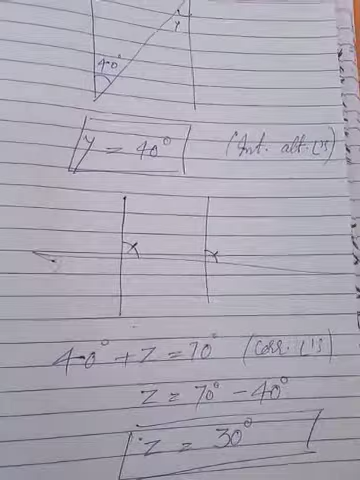 y
40°
y = 40° (Int. alt. L's)
x x
40° + z = 70° (corr. L's)
z = 70° - 40°
z = 30°